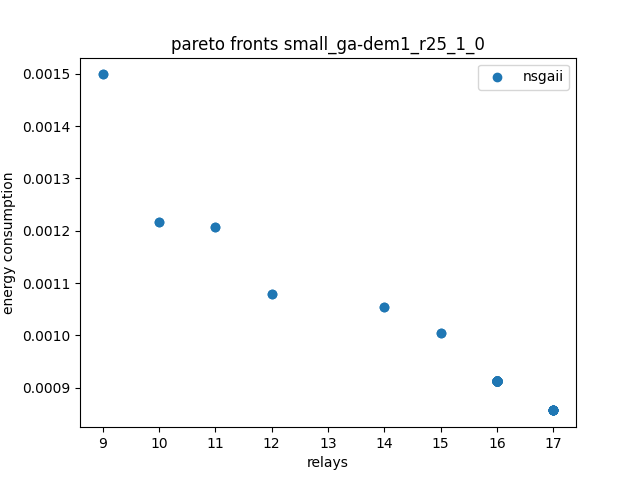 pareto fronts small_ga-dem1_r25_1_0
nsgaii
0.0015
0.0014
0.0013
0.0012
0.0011
0.0010
0.0009
energy consumption
9 10 11 12 13 14 15 16 17
relays